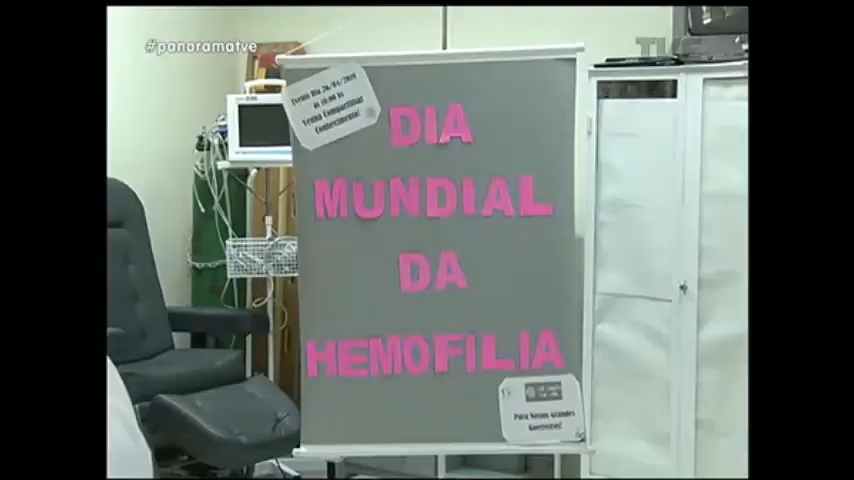 #panoramatve
Evento Dia 26/04/2018
às 10:00 hs
Venha Compartilhar
Conhecimento!
DIA
MUNDIAL
DA
HEMOFILIA
Para Nossos Grandes
Guerreiros!